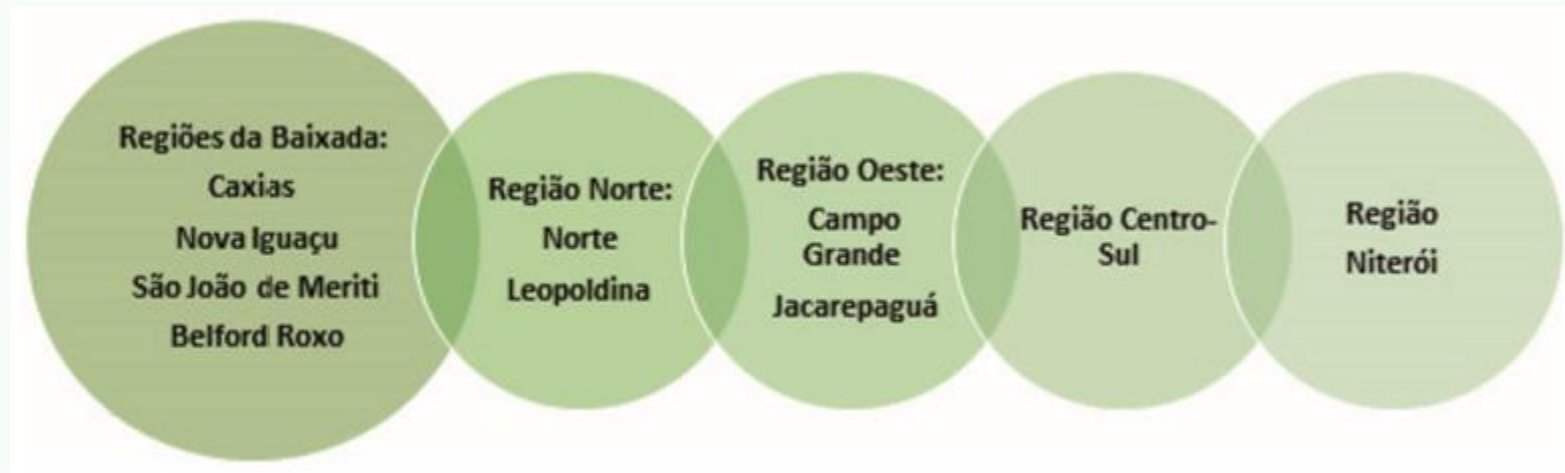 Regiões da Baixada:
Caxias
Nova Iguaçu
São João de Meriti
Belford Roxo
Região Norte:
Norte
Leopoldina
Região Oeste:
Campo
Grande
Jacarepaguá
Região Centro-
Sul
Região
Niterói